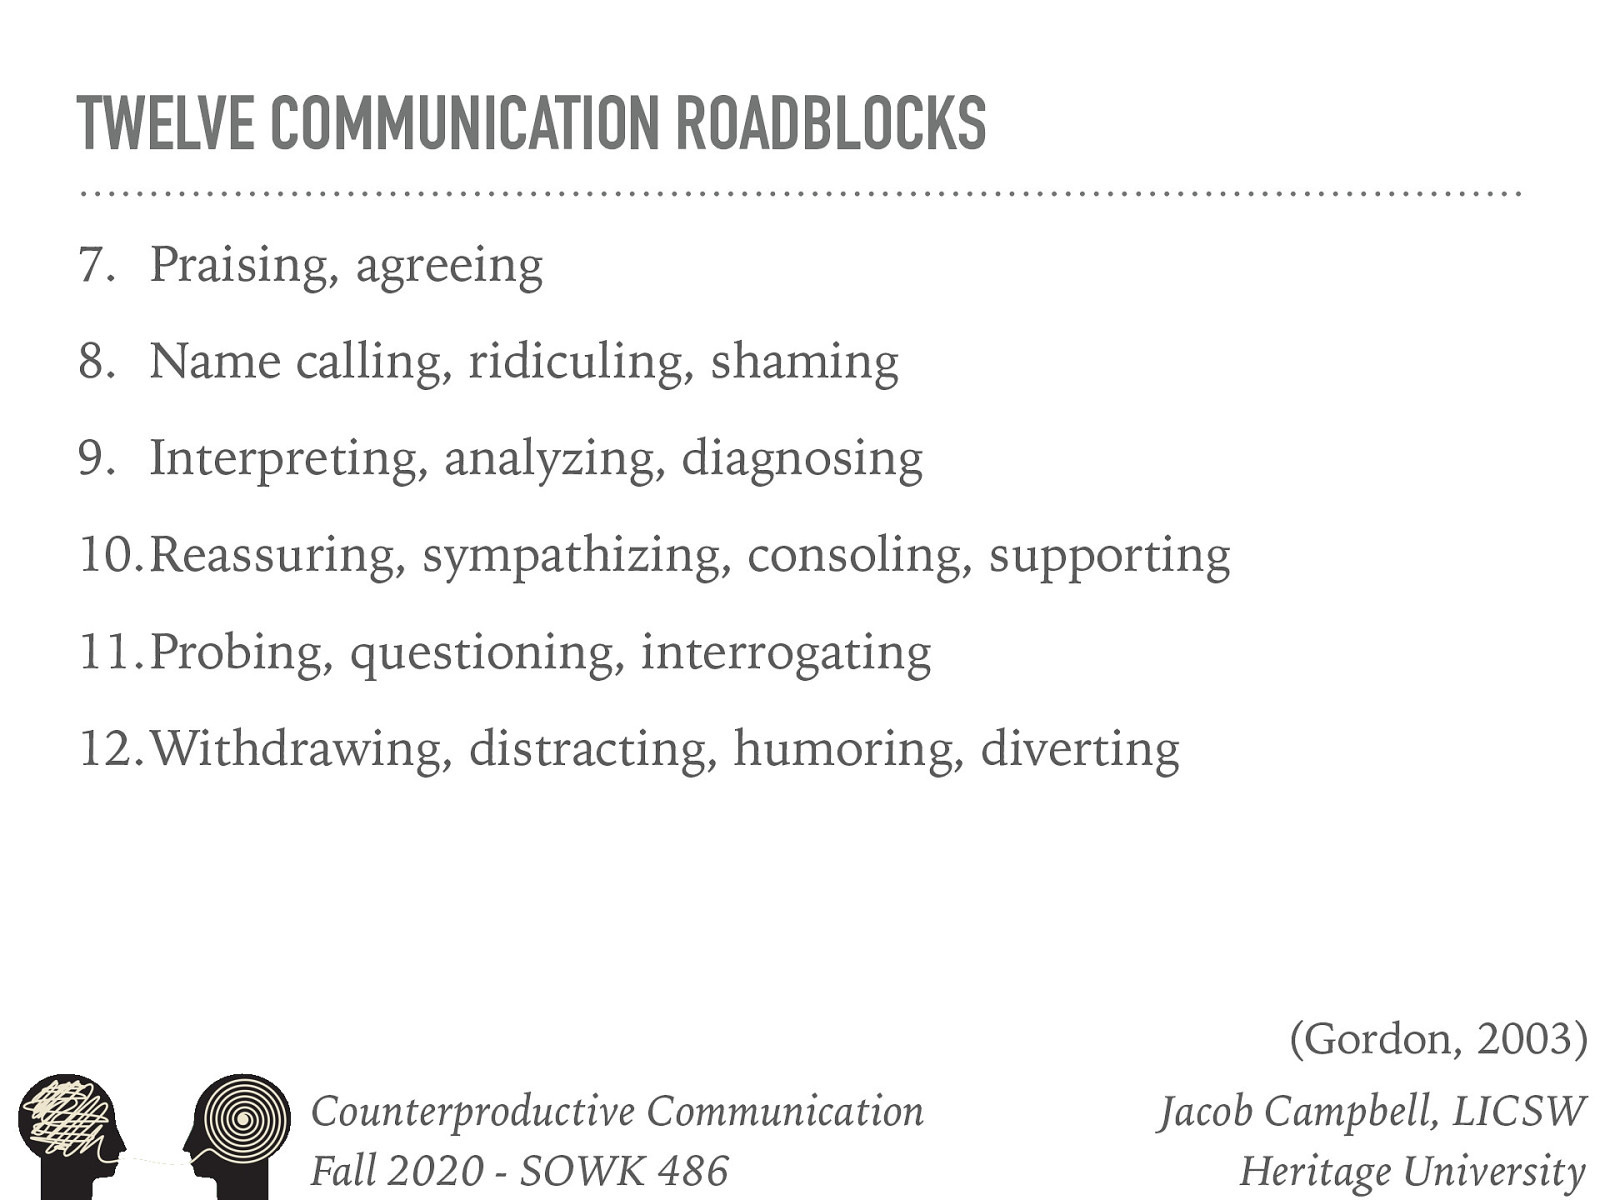 TWELVE COMMUNICATION ROADBLOCKS
7. Praising, agreeing
8. Name calling, ridiculing, shaming
9. Interpreting, analyzing, diagnosing
10. Reassuring, sympathizing, consoling, supporting
11. Probing, questioning, interrogating
12. Withdrawing, distracting, humoring, diverting
(Gordon, 2003)
Counterproductive Communication
Fall 2020 - SOWK 486
Jacob Campbell, LICSW
Heritage University